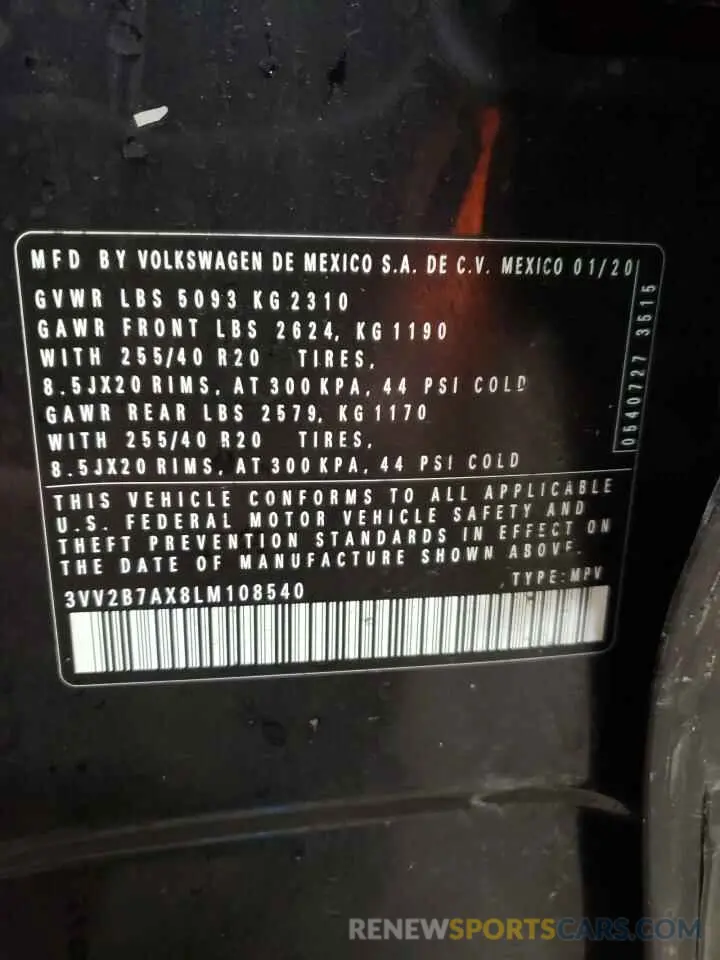 MFD BY VOLKSWAGEN DE MEXICO S.A. DE C.V. MEXICO 01/20
GVWR LBS 5093 KG 2310
GAWR FRONT LBS 2624, KG 1190
WITH 255/40 R20 TIRES,
8.5JX20 RIMS, AT 300 KPA, 44 PSI COLD
GAWR REAR LBS 2579, KG 1170
WITH 255/40 R20 TIRES,
8.5JX20 RIMS, AT 300 KPA, 44 PSI COLD
0540727 3515
THIS VEHICLE CONFORMS TO ALL APPLICABLE
U.S. FEDERAL MOTOR VEHICLE SAFETY AND
THEFT PREVENTION STANDARDS IN EFFECT ON
THE DATE OF MANUFACTURE SHOWN ABOVE.
3VV2B7AX8LM108540 TYPE: MPV
RENEWSPORTSCARS.COM